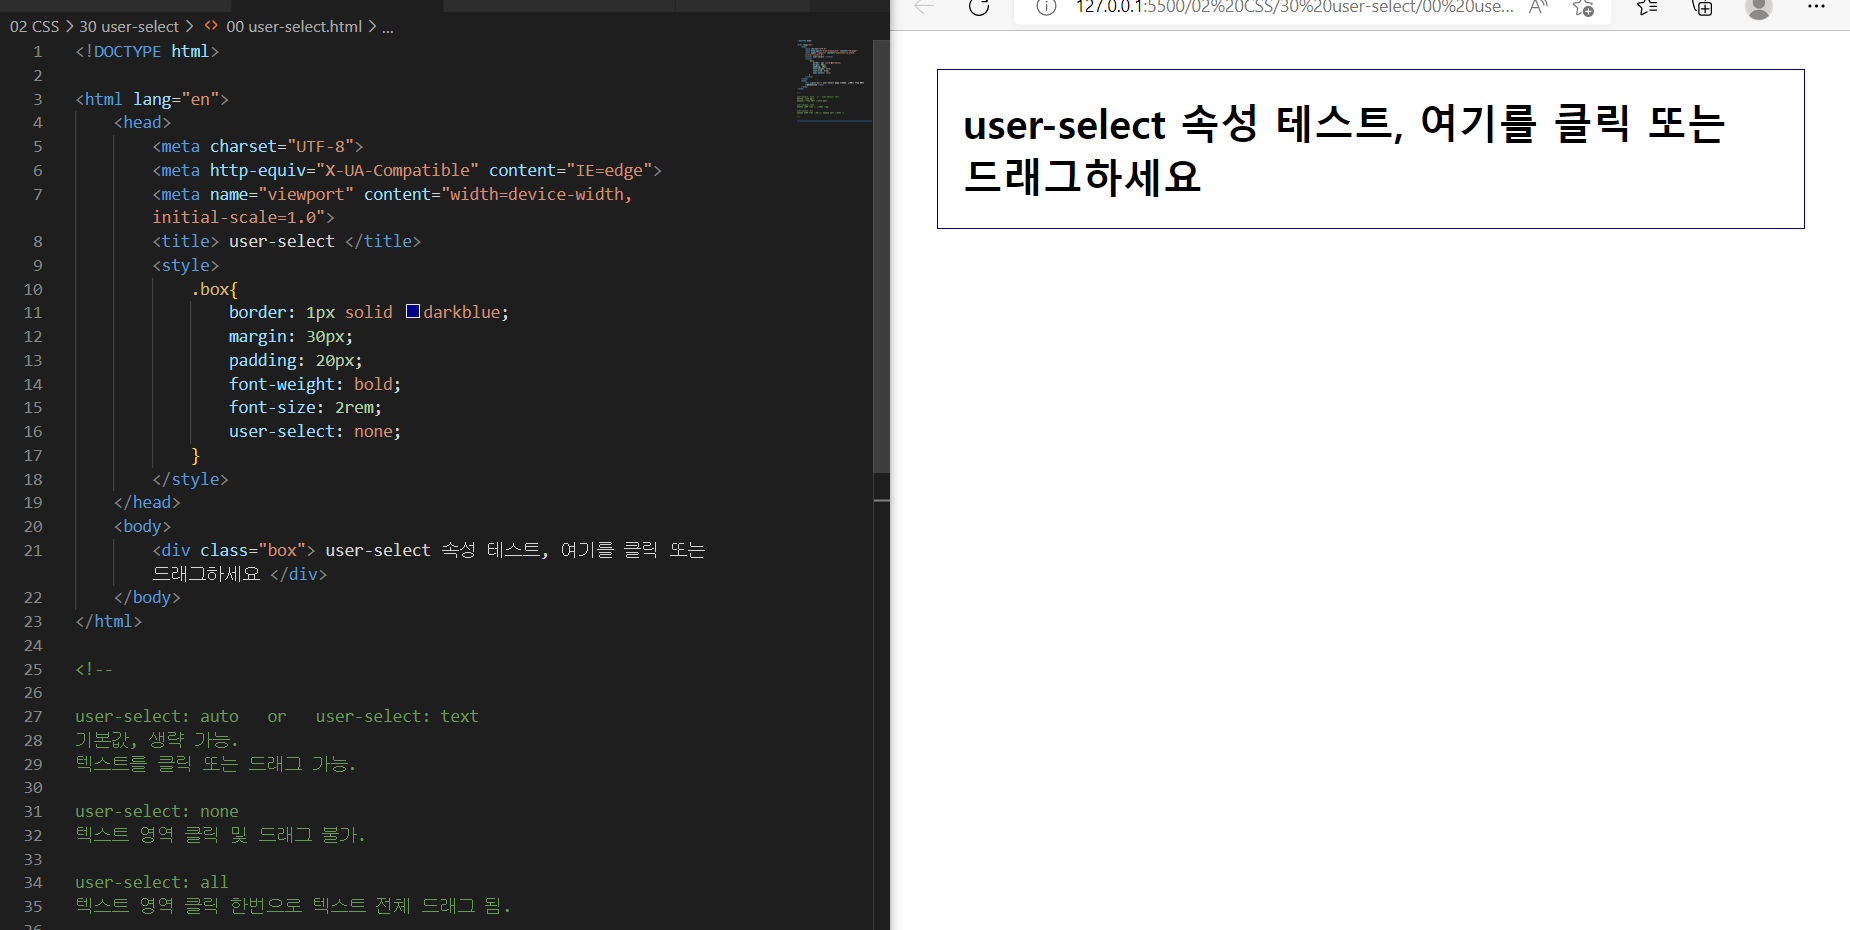 02 CSS > 30 user-select > <> 00 user-select.html > ...
1 <!DOCTYPE html>
2
3 <html lang="en">
4 <head>
5 <meta charset="UTF-8">
6 <meta http-equiv="X-UA-Compatible" content="IE=edge">
7 <meta name="viewport" content="width=device-width,
initial-scale=1.0">
8 <title> user-select </title>
9 <style>
10 .box{
11 border: 1px solid darkblue;
12 margin: 30px;
13 padding: 20px;
14 font-weight: bold;
15 font-size: 2rem;
16 user-select: none;
17 }
18 </style>
19 </head>
20 <body>
21 <div class="box"> user-select 속성 테스트, 여기를 클릭 또는
드래그하세요 </div>
22 </body>
23 </html>
24
25 <!--
26
27 user-select: auto or user-select: text
28 기본값, 생략 가능.
29 텍스트를 클릭 또는 드래그 가능.
30
31 user-select: none
32 텍스트 영역 클릭 및 드래그 불가.
33
34 user-select: all
35 텍스트 영역 클릭 한번으로 텍스트 전체 드래그 됨.
127.0.0.1:5500/02%20CSS/30%20user-select/00%20use...
user-select 속성 테스트, 여기를 클릭 또는
드래그하세요